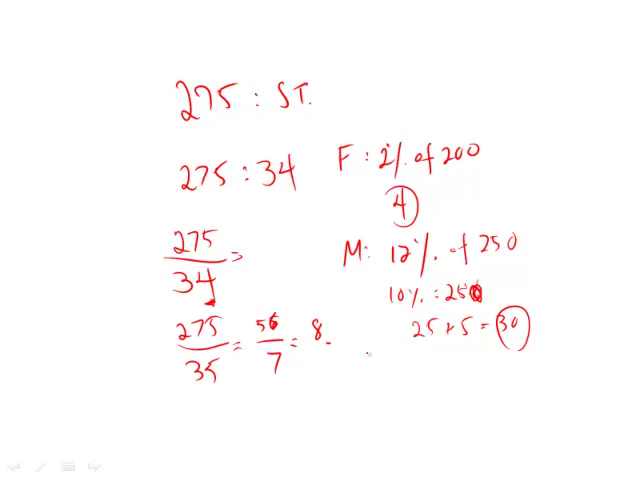 275 : ST.
275 : 34
F : 2% of 200
4
275/34 =
M: 12% of 250
10% = 25
25 + 5 = 30
275/35 = 56/7 = 8-